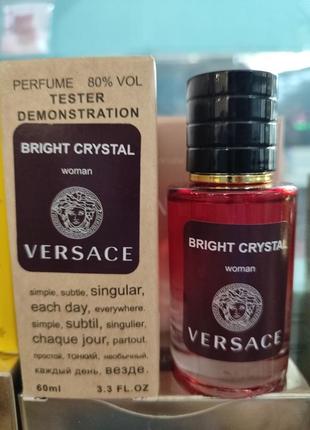 PERFUME 80% VOL
TESTER
DEMONSTRATION
BRIGHT CRYSTAL
woman
VERSACE
simple, subtle, singular,
each day, everywhere.
simple, subtil, singulier,
chaque jour, partout.
простой, тонкий, необычный.
каждый день, везде.
60ml 3.3 FL.OZ
BRIGHT CRYSTAL
woman
VERSACE